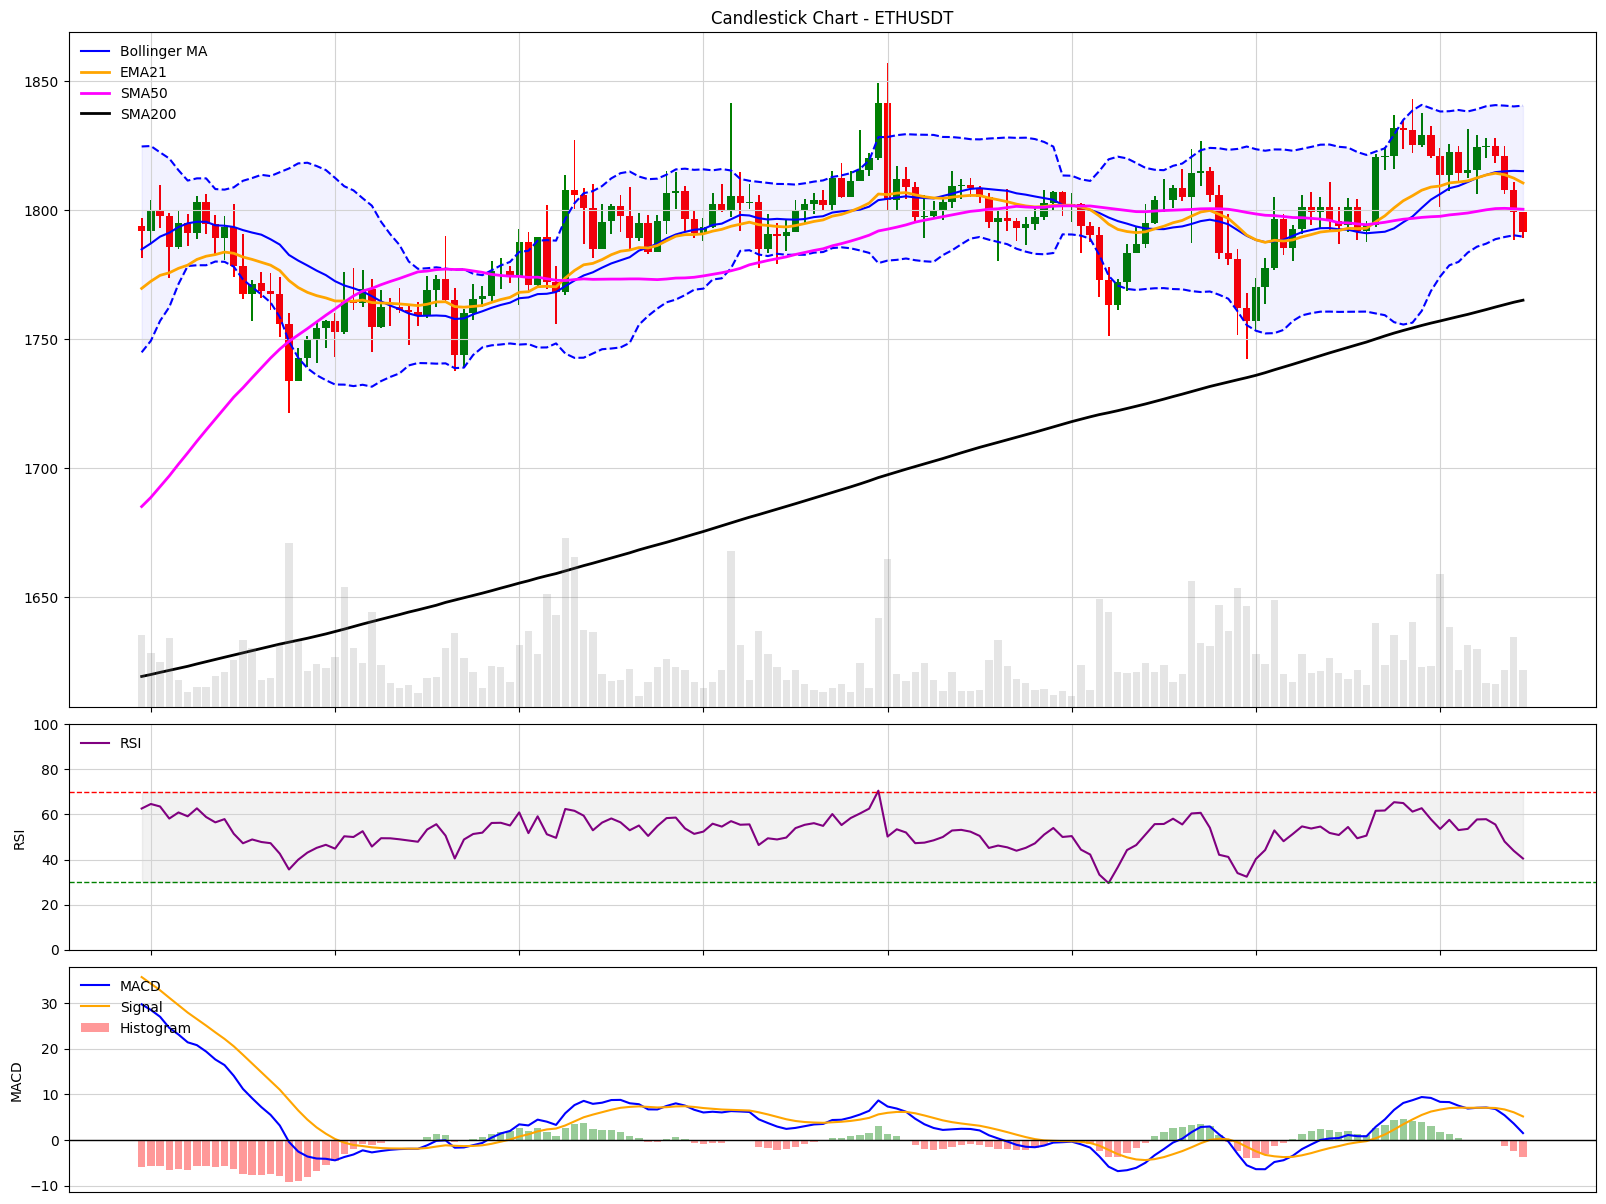 Candlestick Chart - ETHUSDT
Bollinger MA
EMA21
SMA50
SMA200
1850
1800
1750
1700
1650
RSI
100
80
60
40
20
0
RSI
MACD
Signal
Histogram
30
20
10
0
−10
MACD